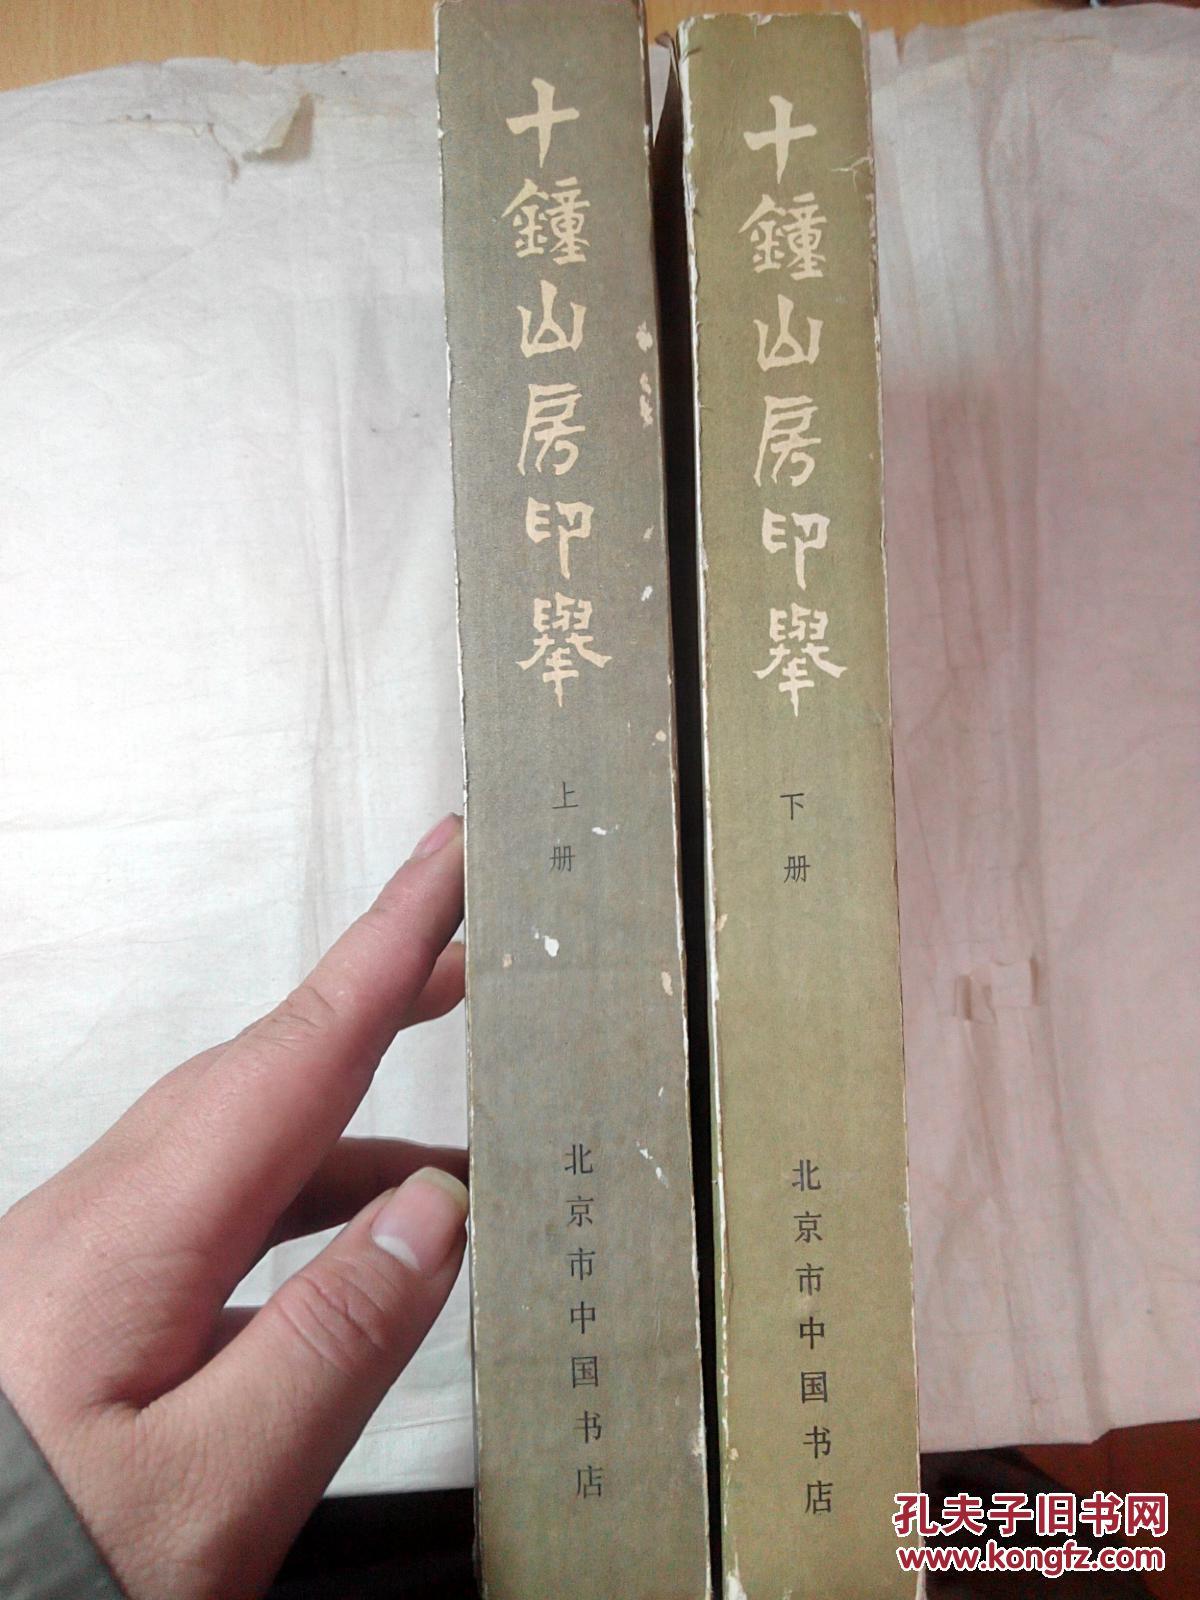 十鐘山房印舉
上册
北京市中国书店
十鐘山房印舉
下册
北京市中国书店
孔夫子旧书网
www.kongfz.com